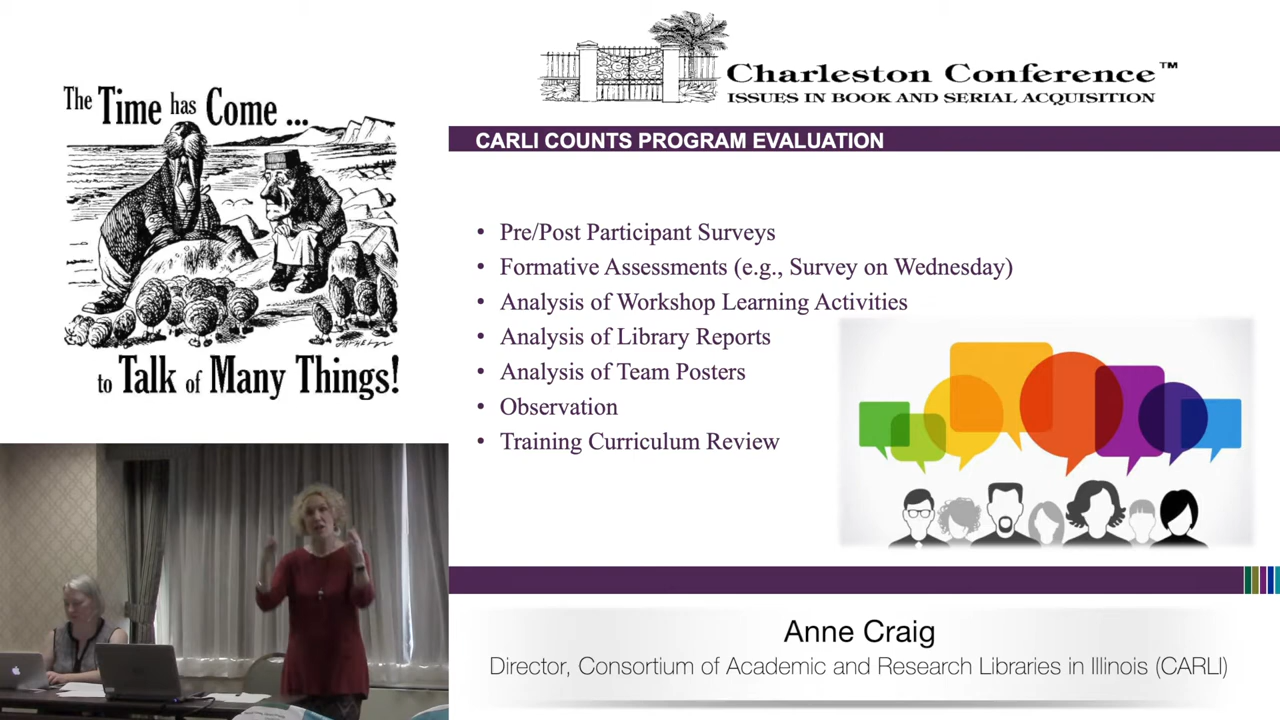 The Time has Come ...
to Talk of Many Things!
Charleston Conference™
ISSUES IN BOOK AND SERIAL ACQUISITION
CARLI COUNTS PROGRAM EVALUATION
• Pre/Post Participant Surveys
• Formative Assessments (e.g., Survey on Wednesday)
• Analysis of Workshop Learning Activities
• Analysis of Library Reports
• Analysis of Team Posters
• Observation
• Training Curriculum Review
Anne Craig
Director, Consortium of Academic and Research Libraries in Illinois (CARLI)